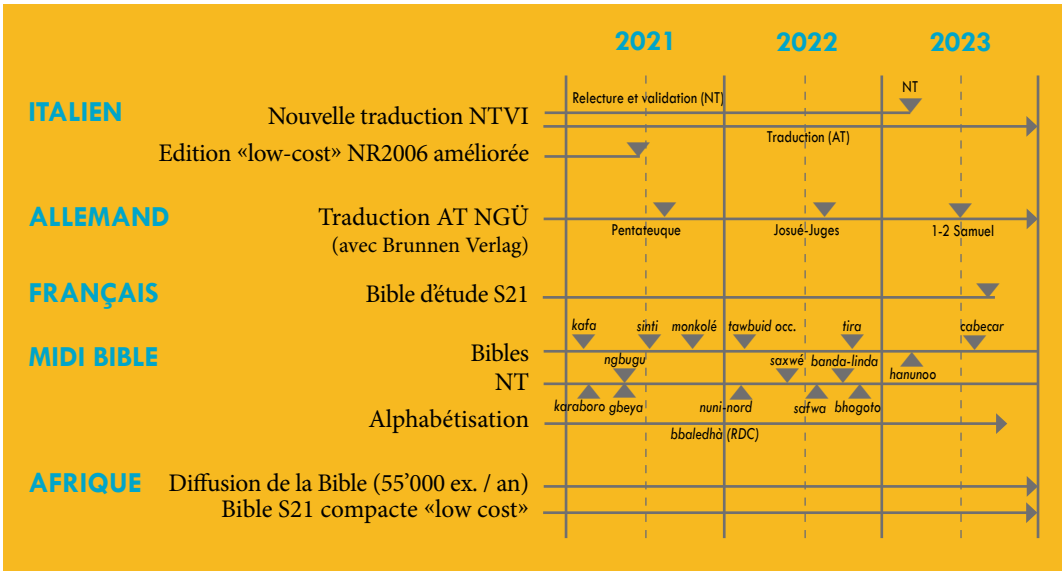 2021 2022 2023
ITALIEN
Relecture et validation (NT) NT
Nouvelle traduction NTVI
Traduction (AT)
Edition «low-cost» NR2006 améliorée
ALLEMAND Traduction AT NGÜ
(avec Brunnen Verlag)
Pentateuque Josué-Juges 1-2 Samuel
FRANÇAIS Bible d'étude S21
kafa sinti monkolé tawbuid occ. tira cabecar
MIDI BIBLE Bibles
ngbugu saxwé banda-linda hanunoo
NT
karaboro gbeya nuni-nord safwa bhogoto
Alphabétisation
bbaledhà (RDC)
AFRIQUE Diffusion de la Bible (55'000 ex. / an)
Bible S21 compacte «low cost»